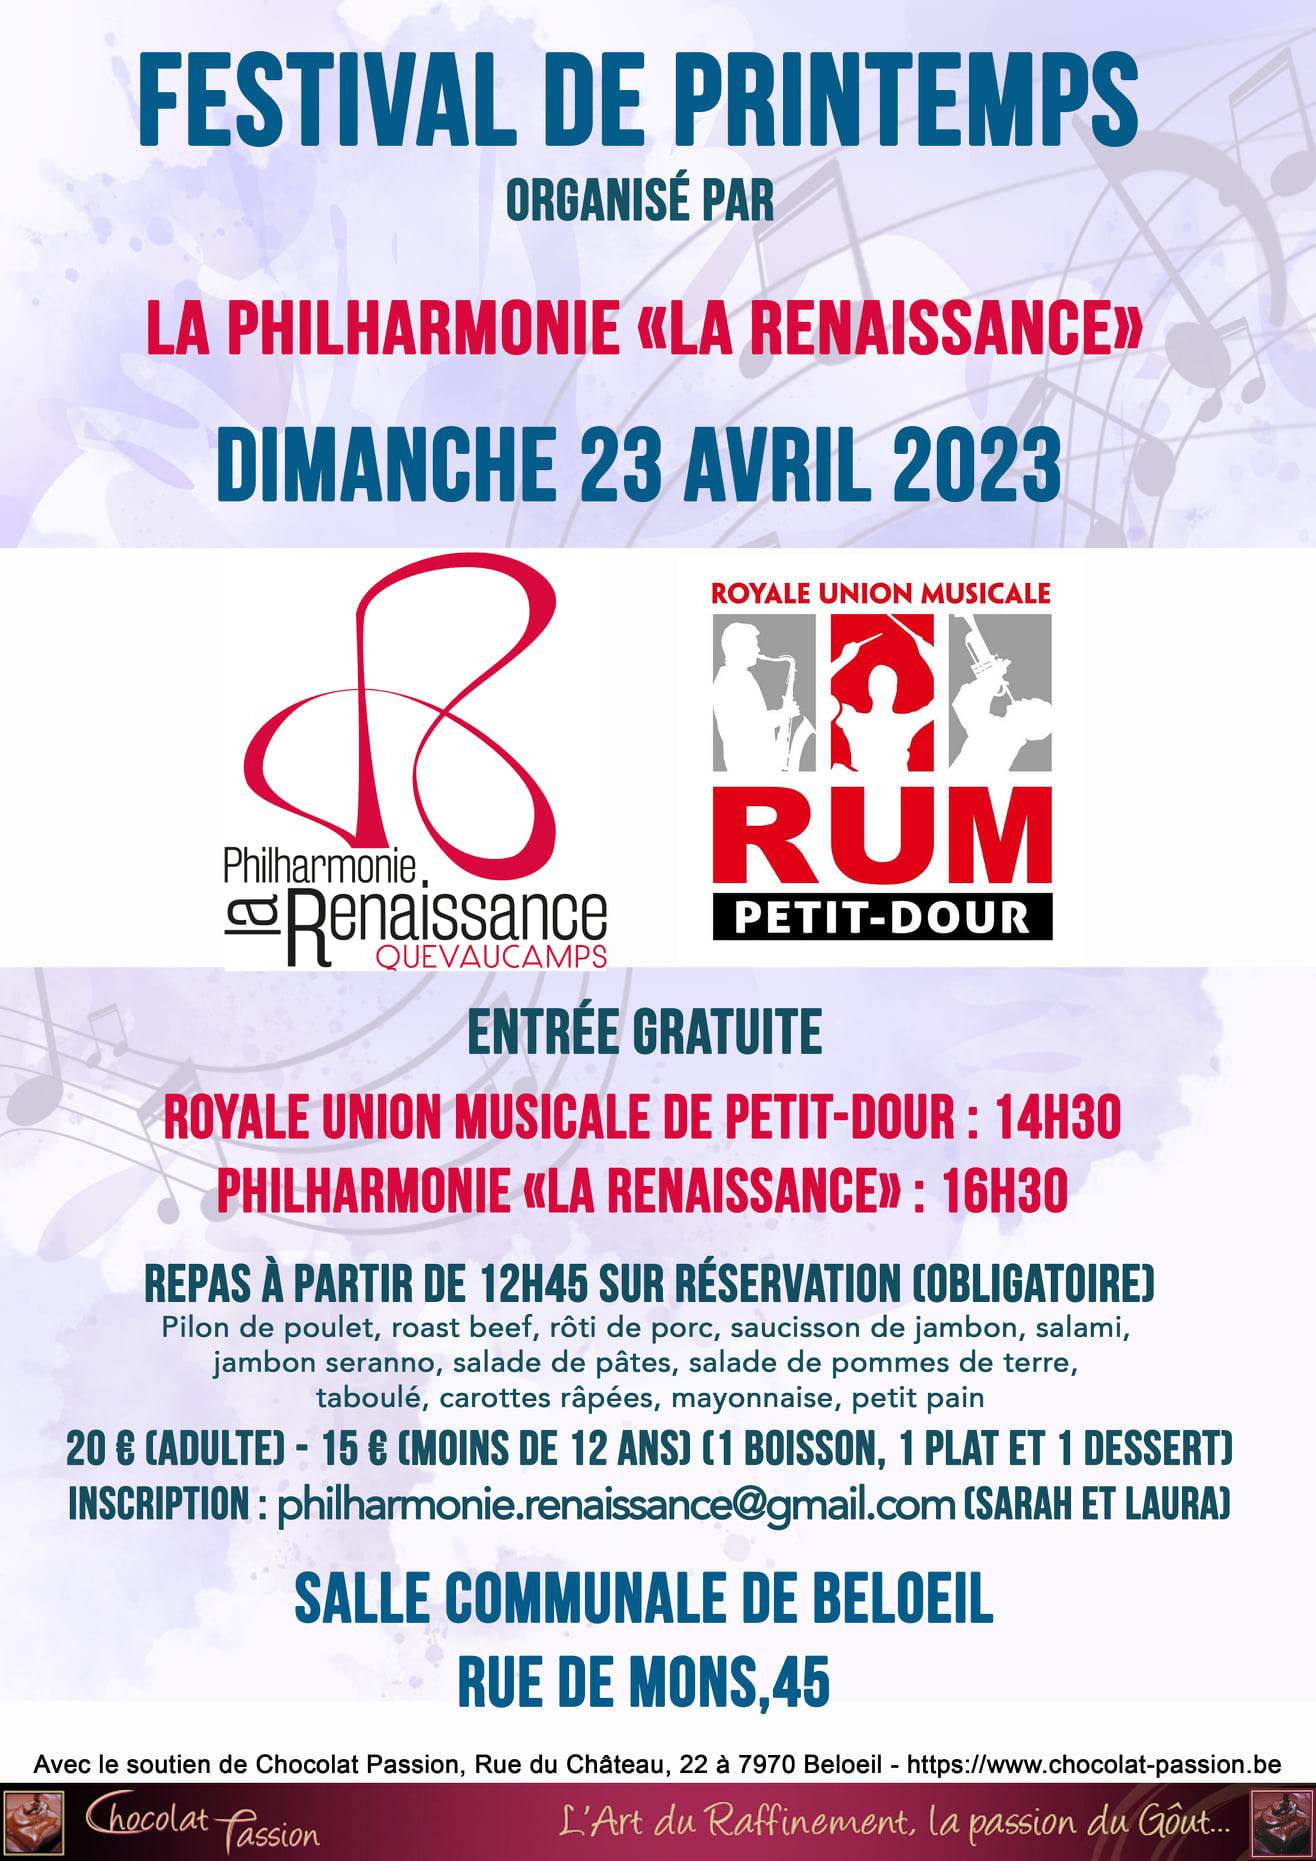 FESTIVAL DE PRINTEMPS
ORGANISÉ PAR
LA PHILHARMONIE «LA RENAISSANCE»
DIMANCHE 23 AVRIL 2023
Philharmonie
la Renaissance
QUEVAUCAMPS
ROYALE UNION MUSICALE
RUM
PETIT-DOUR
ENTRÉE GRATUITE
ROYALE UNION MUSICALE DE PETIT-DOUR : 14H30
PHILHARMONIE «LA RENAISSANCE» : 16H30
REPAS À PARTIR DE 12H45 SUR RÉSERVATION (OBLIGATOIRE)
Pilon de poulet, roast beef, rôti de porc, saucisson de jambon, salami,
jambon seranno, salade de pâtes, salade de pommes de terre,
taboulé, carottes râpées, mayonnaise, petit pain
20 € (ADULTE) - 15 € (MOINS DE 12 ANS) (1 BOISSON, 1 PLAT ET 1 DESSERT)
INSCRIPTION : philharmonie.renaissance@gmail.com (SARAH ET LAURA)
SALLE COMMUNALE DE BELOEIL
RUE DE MONS,45
Avec le soutien de Chocolat Passion, Rue du Château, 22 à 7970 Beloeil - https://www.chocolat-passion.be
Chocolat Passion
L'Art du Raffinement, la passion du Goût...